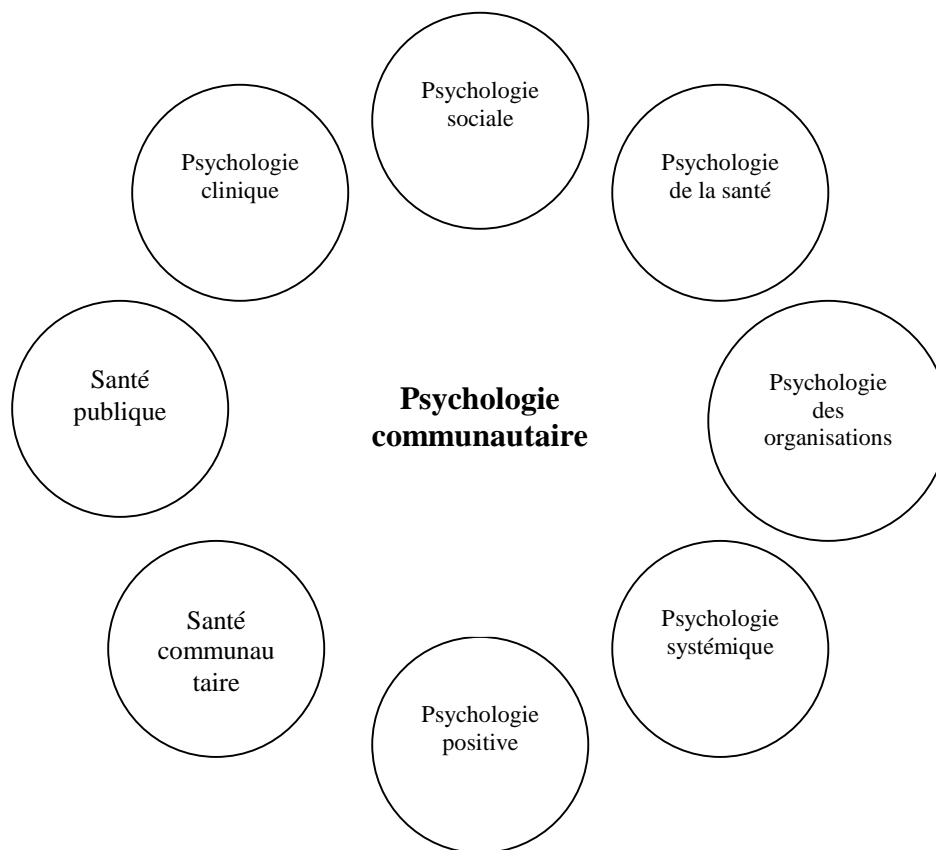 Psychologie
sociale
Psychologie
clinique
Psychologie
de la santé
Santé
publique
Psychologie
communautaire
Psychologie
des
organisations
Santé
communau
taire
Psychologie
systémique
Psychologie
positive